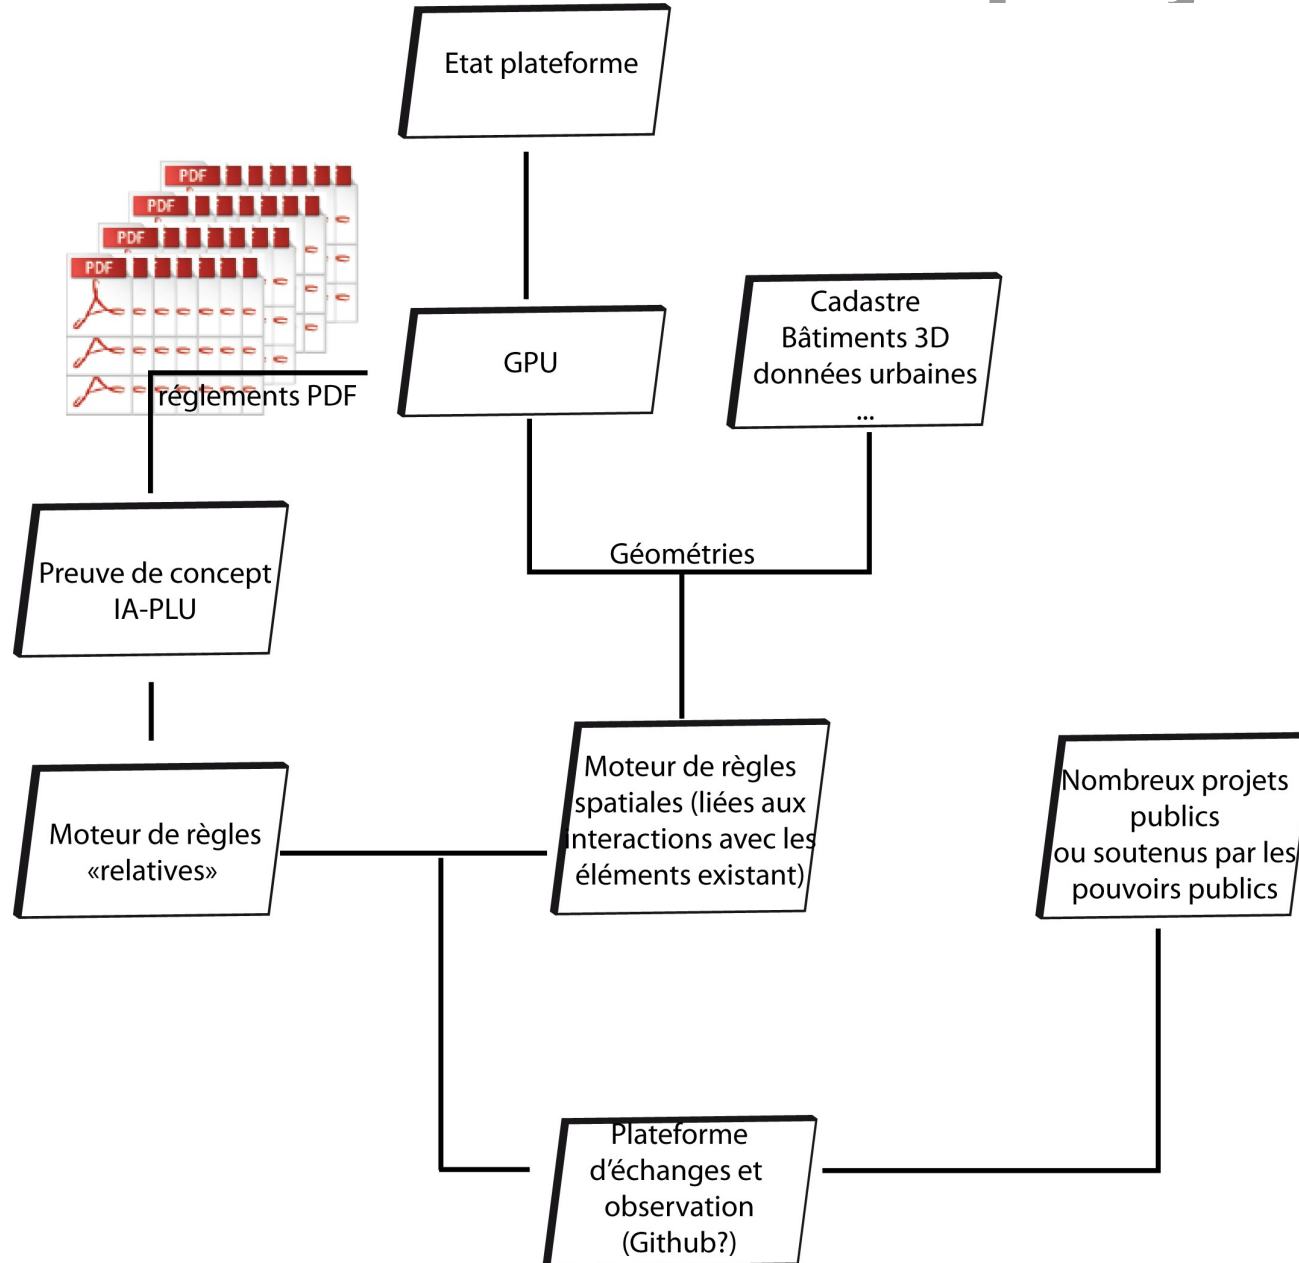 Etat plateforme
PDF
PDF
PDF
PDF
réglements PDF
GPU
Cadastre
Bâtiments 3D
données urbaines
...
Géométries
Preuve de concept
IA-PLU
Moteur de règles
«relatives»
Moteur de règles
spatiales (liées aux
interactions avec les
éléments existant)
Nombreux projets
publics
ou soutenus par les
pouvoirs publics
Plateforme
d'échanges et
observation
(Github?)